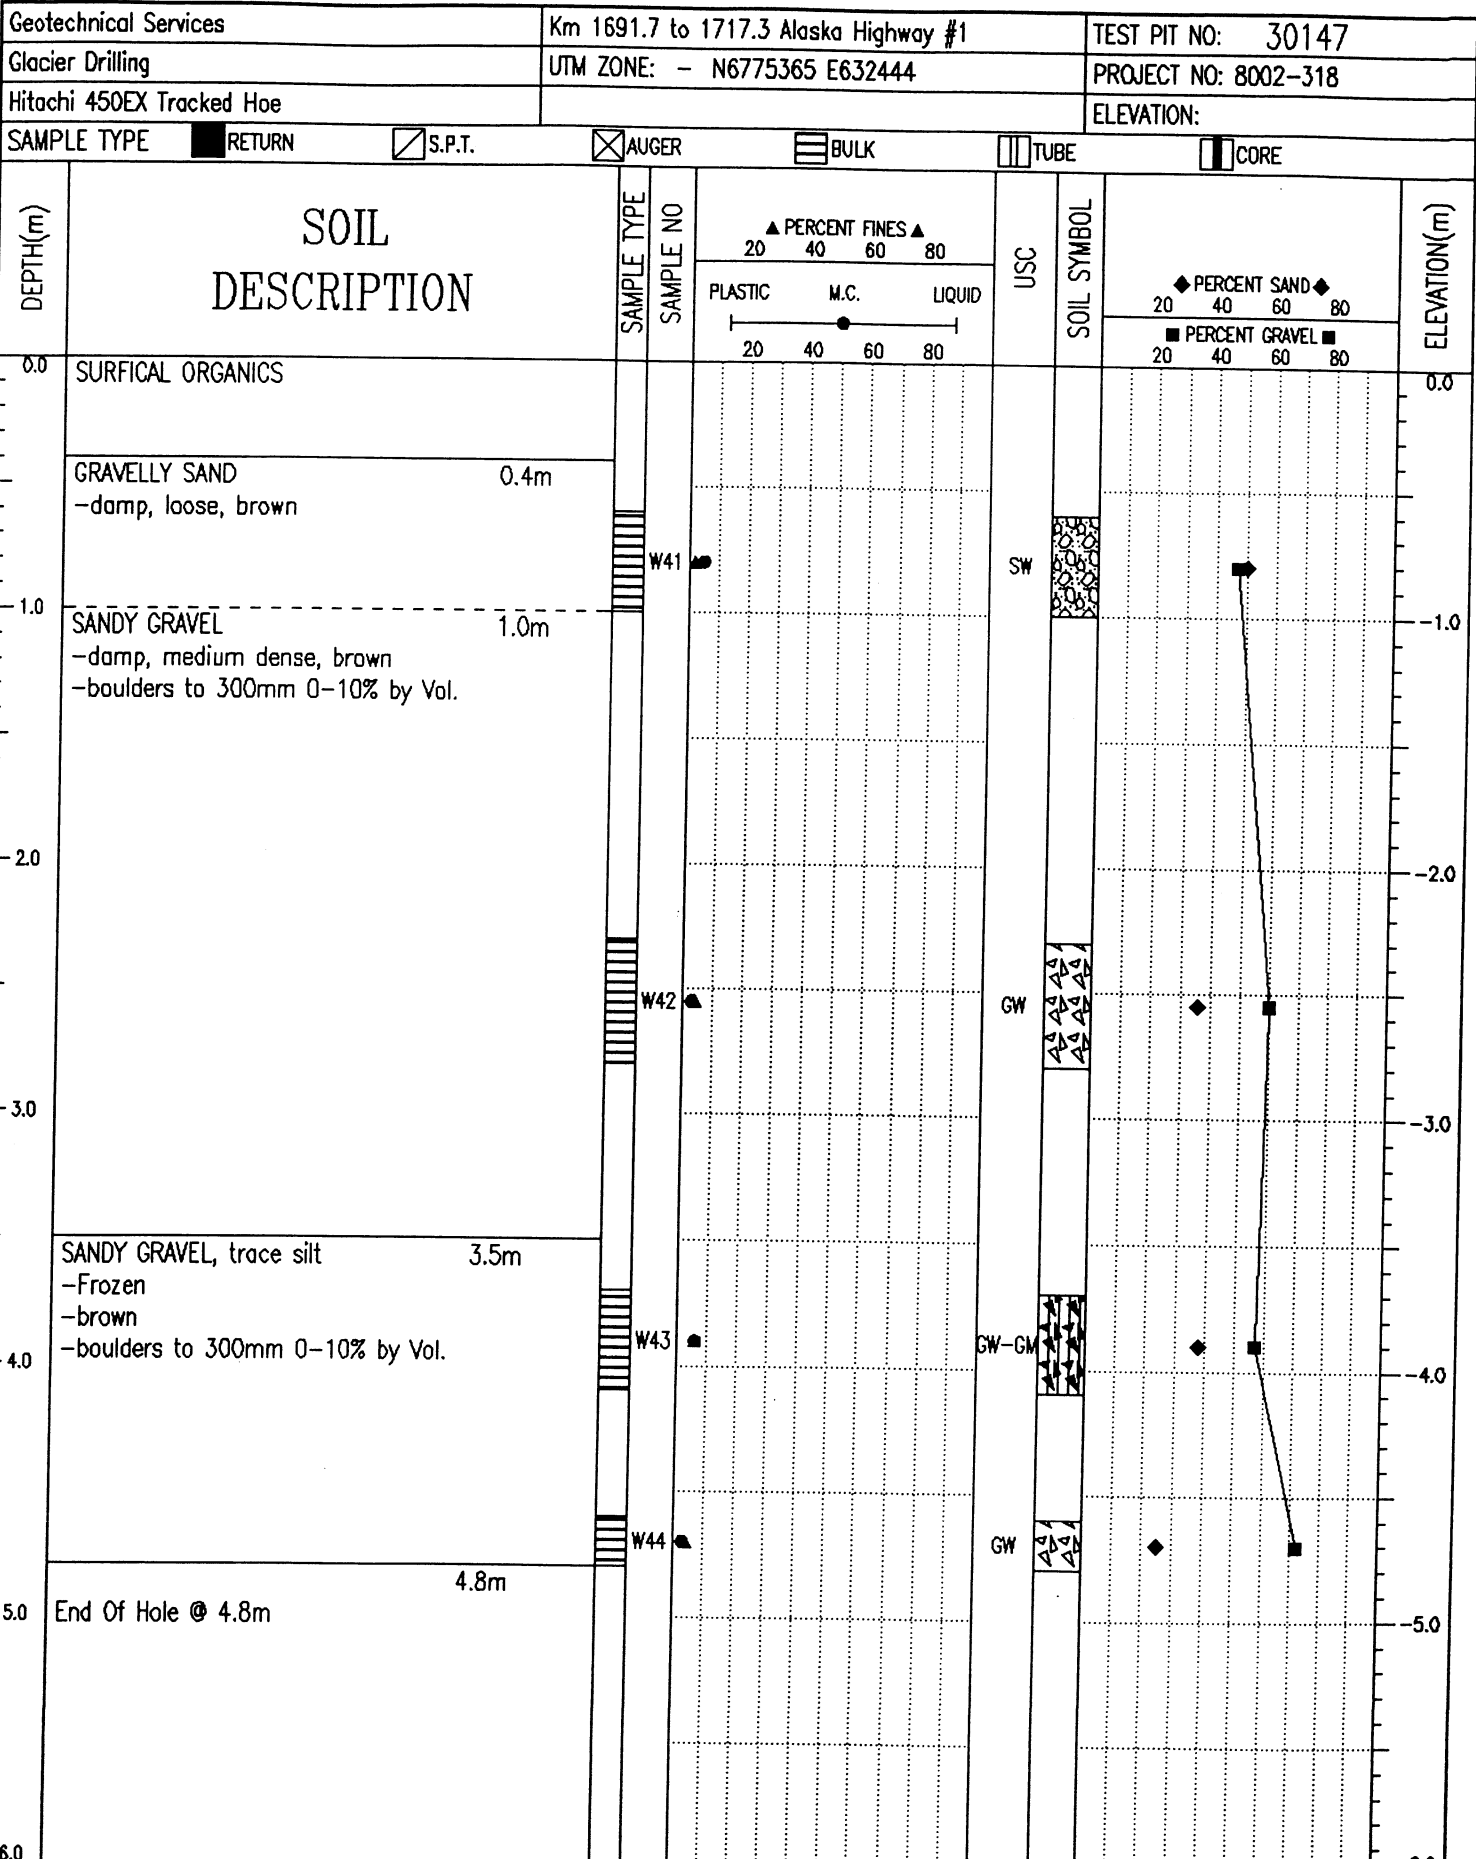 Geotechnical Services
Km 1691.7 to 1717.3 Alaska Highway #1
TEST PIT NO: 30147
Glacier Drilling
UTM ZONE: - N6775365 E632444
PROJECT NO: 8002-318
Hitachi 450EX Tracked Hoe
ELEVATION:
SAMPLE TYPE RETURN S.P.T. AUGER BULK TUBE CORE
DEPTH(m)
SOIL
DESCRIPTION
SAMPLE TYPE
SAMPLE NO
▲ PERCENT FINES ▲
20 40 60 80
PLASTIC M.C. LIQUID
20 40 60 80
USC
SOIL SYMBOL
◆ PERCENT SAND ◆
20 40 60 80
■ PERCENT GRAVEL ■
20 40 60 80
ELEVATION(m)
0.0
SURFICAL ORGANICS
0.0
GRAVELLY SAND 0.4m
-damp, loose, brown
W41
SW
1.0
-1.0
SANDY GRAVEL 1.0m
-damp, medium dense, brown
-boulders to 300mm 0-10% by Vol.
2.0
-2.0
W42
GW
3.0
-3.0
SANDY GRAVEL, trace silt 3.5m
-Frozen
-brown
-boulders to 300mm 0-10% by Vol.
W43
GW-GM
4.0
-4.0
W44
GW
4.8m
5.0
End Of Hole @ 4.8m
-5.0
6.0